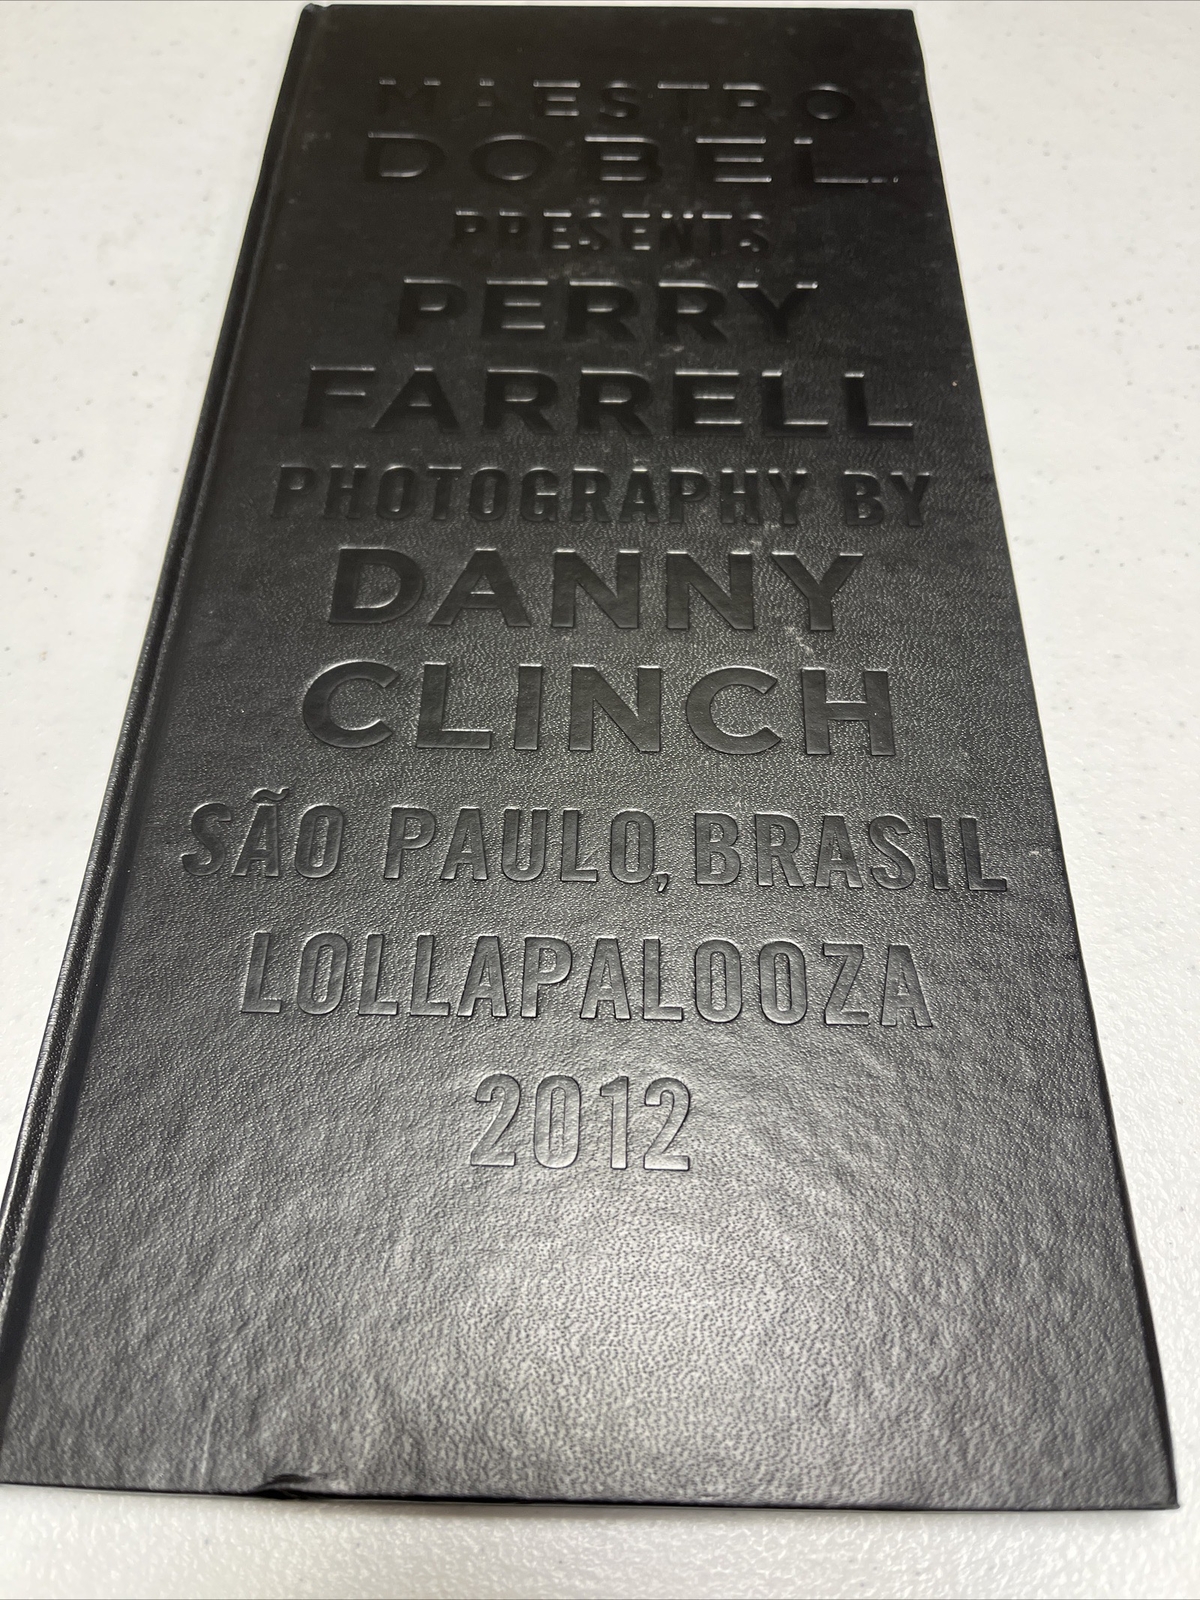 MAESTRO
DOBEL
PRESENTS
PERRY
FARRELL
PHOTOGRAPHY BY
DANNY
CLINCH
SÃO PAULO, BRASIL
LOLLAPALOOZA
2012